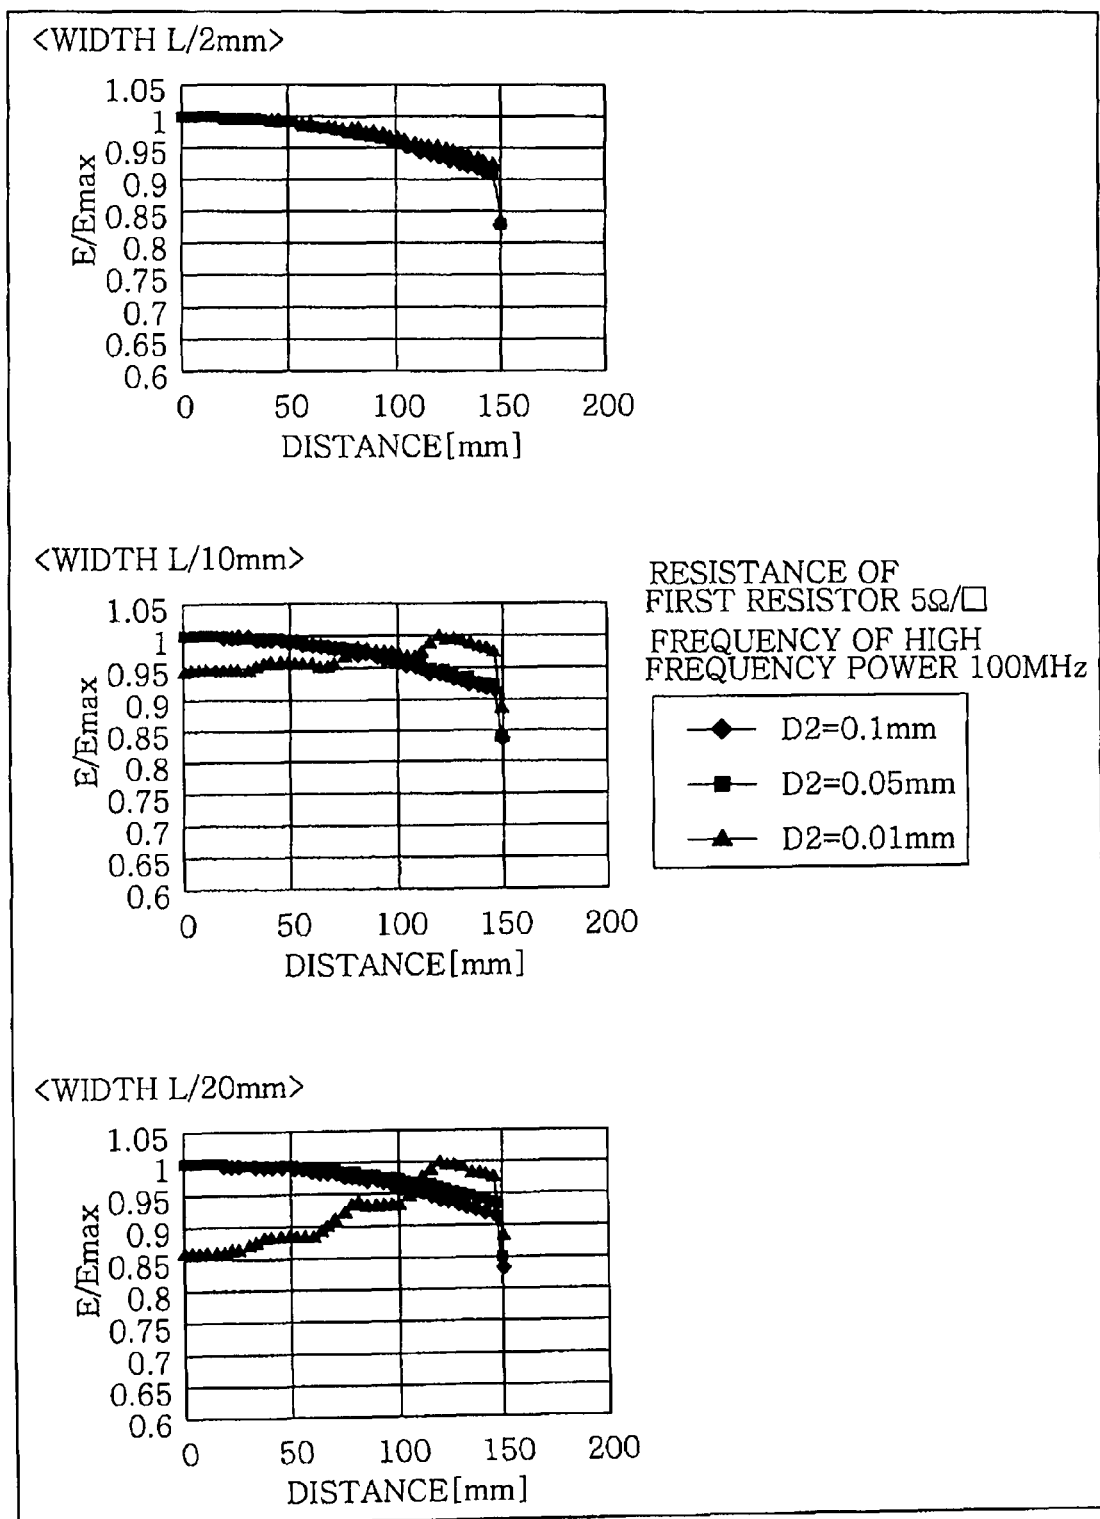 <WIDTH L/2mm>
1.05
1
0.95
0.9
0.85
0.8
0.75
0.7
0.65
0.6
E/Emax
0 50 100 150 200
DISTANCE[mm]
<WIDTH L/10mm>
1.05
1
0.95
0.9
0.85
0.8
0.75
0.7
0.65
0.6
E/Emax
0 50 100 150 200
DISTANCE[mm]
RESISTANCE OF
FIRST RESISTOR 5Ω/□
FREQUENCY OF HIGH
FREQUENCY POWER 100MHz
D2=0.1mm
D2=0.05mm
D2=0.01mm
<WIDTH L/20mm>
1.05
1
0.95
0.9
0.85
0.8
0.75
0.7
0.65
0.6
E/Emax
0 50 100 150 200
DISTANCE[mm]